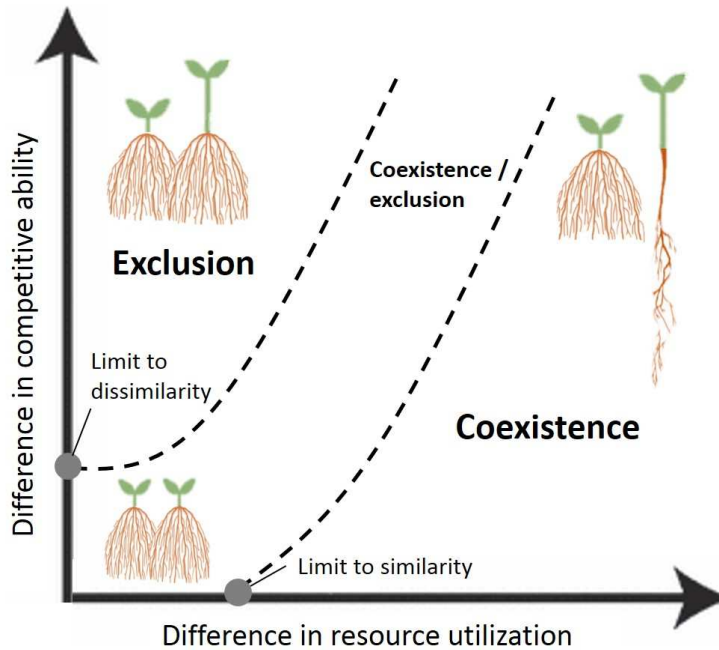 Difference in competitive ability
Coexistence /
exclusion
Exclusion
Limit to
dissimilarity
Coexistence
Limit to similarity
Difference in resource utilization